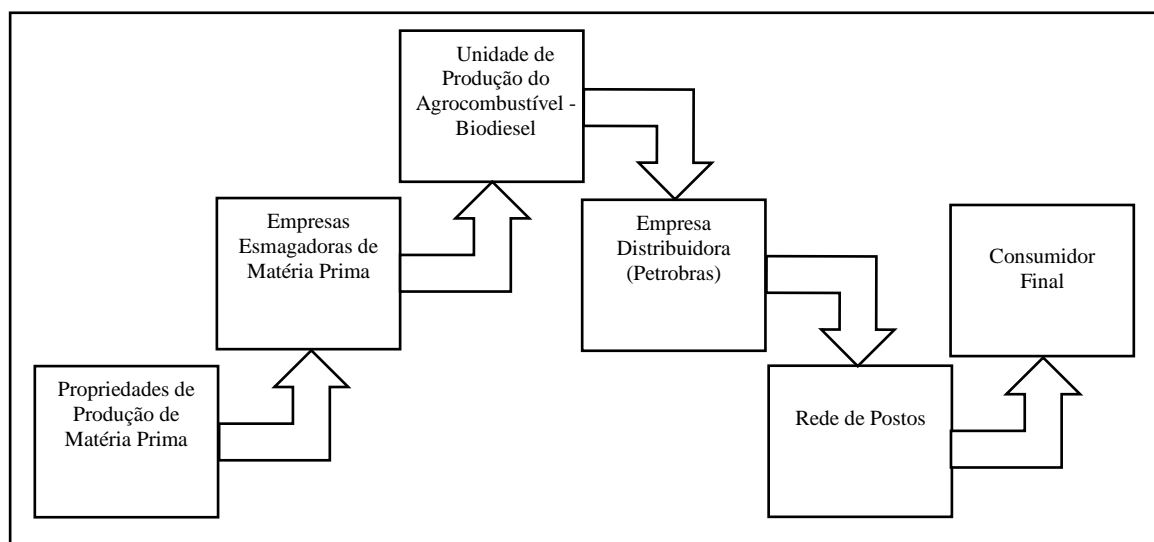 Unidade de
Produção do
Agrocombustível -
Biodiesel
Empresas
Esmagadoras de
Matéria Prima
Empresa
Distribuidora
(Petrobras)
Consumidor
Final
Propriedades de
Produção de
Matéria Prima
Rede de Postos